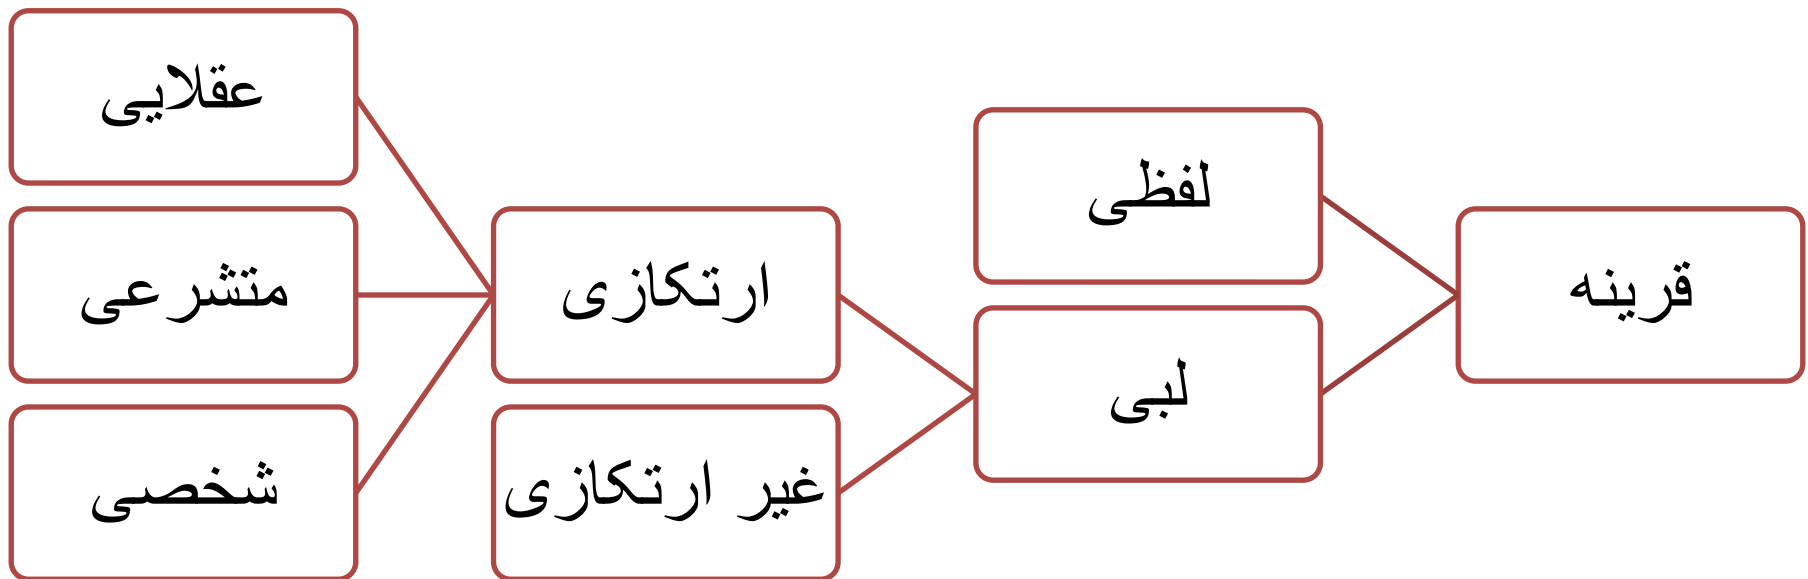 قرینه
لفظی
لبی
ارتکازی
غیر ارتکازی
عقلایی
متشرعی
شخصی